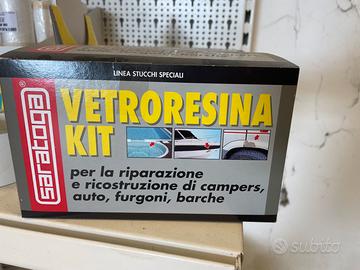 LINEA STUCCHI SPECIALI
saratoga®
VETRORESINA
KIT
per la riparazione
e ricostruzione di campers,
auto, furgoni, barche
subito